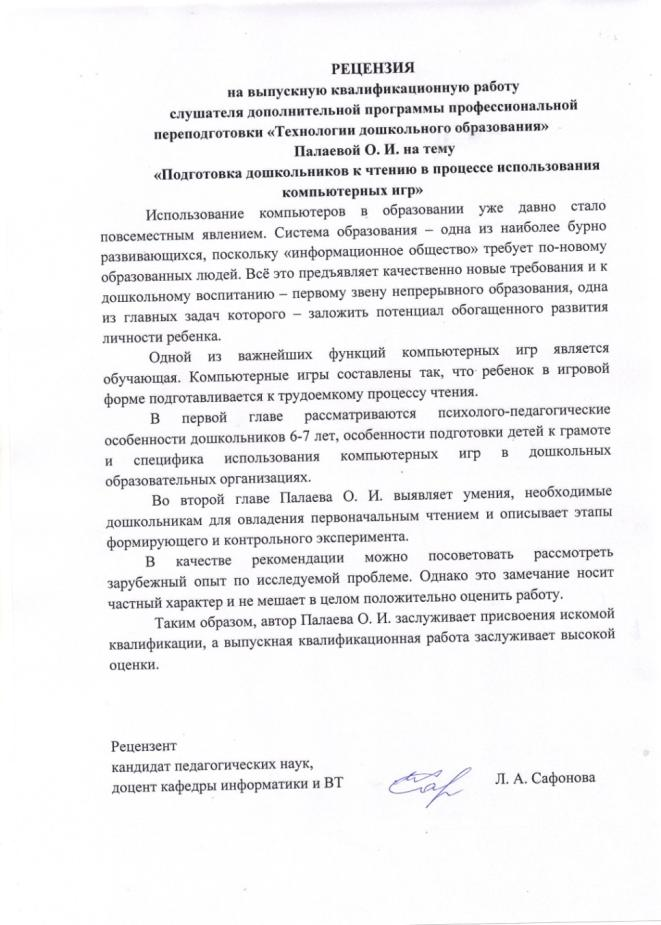 РЕЦЕНЗИЯ
на выпускную квалификационную работу
слушателя дополнительной программы профессиональной
переподготовки «Технологии дошкольного образования»
Палаевой О. И. на тему
«Подготовка дошкольников к чтению в процессе использования
компьютерных игр»
Использование компьютеров в образовании уже давно стало
повсеместным явлением. Система образования – одна из наиболее бурно
развивающихся, поскольку «информационное общество» требует по-новому
образованных людей. Всё это предъявляет качественно новые требования и к
дошкольному воспитанию – первому звену непрерывного образования, одна
из главных задач которого – заложить потенциал обогащенного развития
личности ребенка.
Одной из важнейших функций компьютерных игр является
обучающая. Компьютерные игры составлены так, что ребенок в игровой
форме подготавливается к трудоемкому процессу чтения.
В первой главе рассматриваются психолого-педагогические
особенности дошкольников 6-7 лет, особенности подготовки детей к грамоте
и специфика использования компьютерных игр в дошкольных
образовательных организациях.
Во второй главе Палаева О. И. выявляет умения, необходимые
дошкольникам для овладения первоначальным чтением и описывает этапы
формирующего и контрольного эксперимента.
В качестве рекомендации можно посоветовать рассмотреть
зарубежный опыт по исследуемой проблеме. Однако это замечание носит
частный характер и не мешает в целом положительно оценить работу.
Таким образом, автор Палаева О. И. заслуживает присвоения искомой
квалификации, а выпускная квалификационная работа заслуживает высокой
оценки.
Рецензент
кандидат педагогических наук,
доцент кафедры информатики и ВТ
Л. А. Сафонова